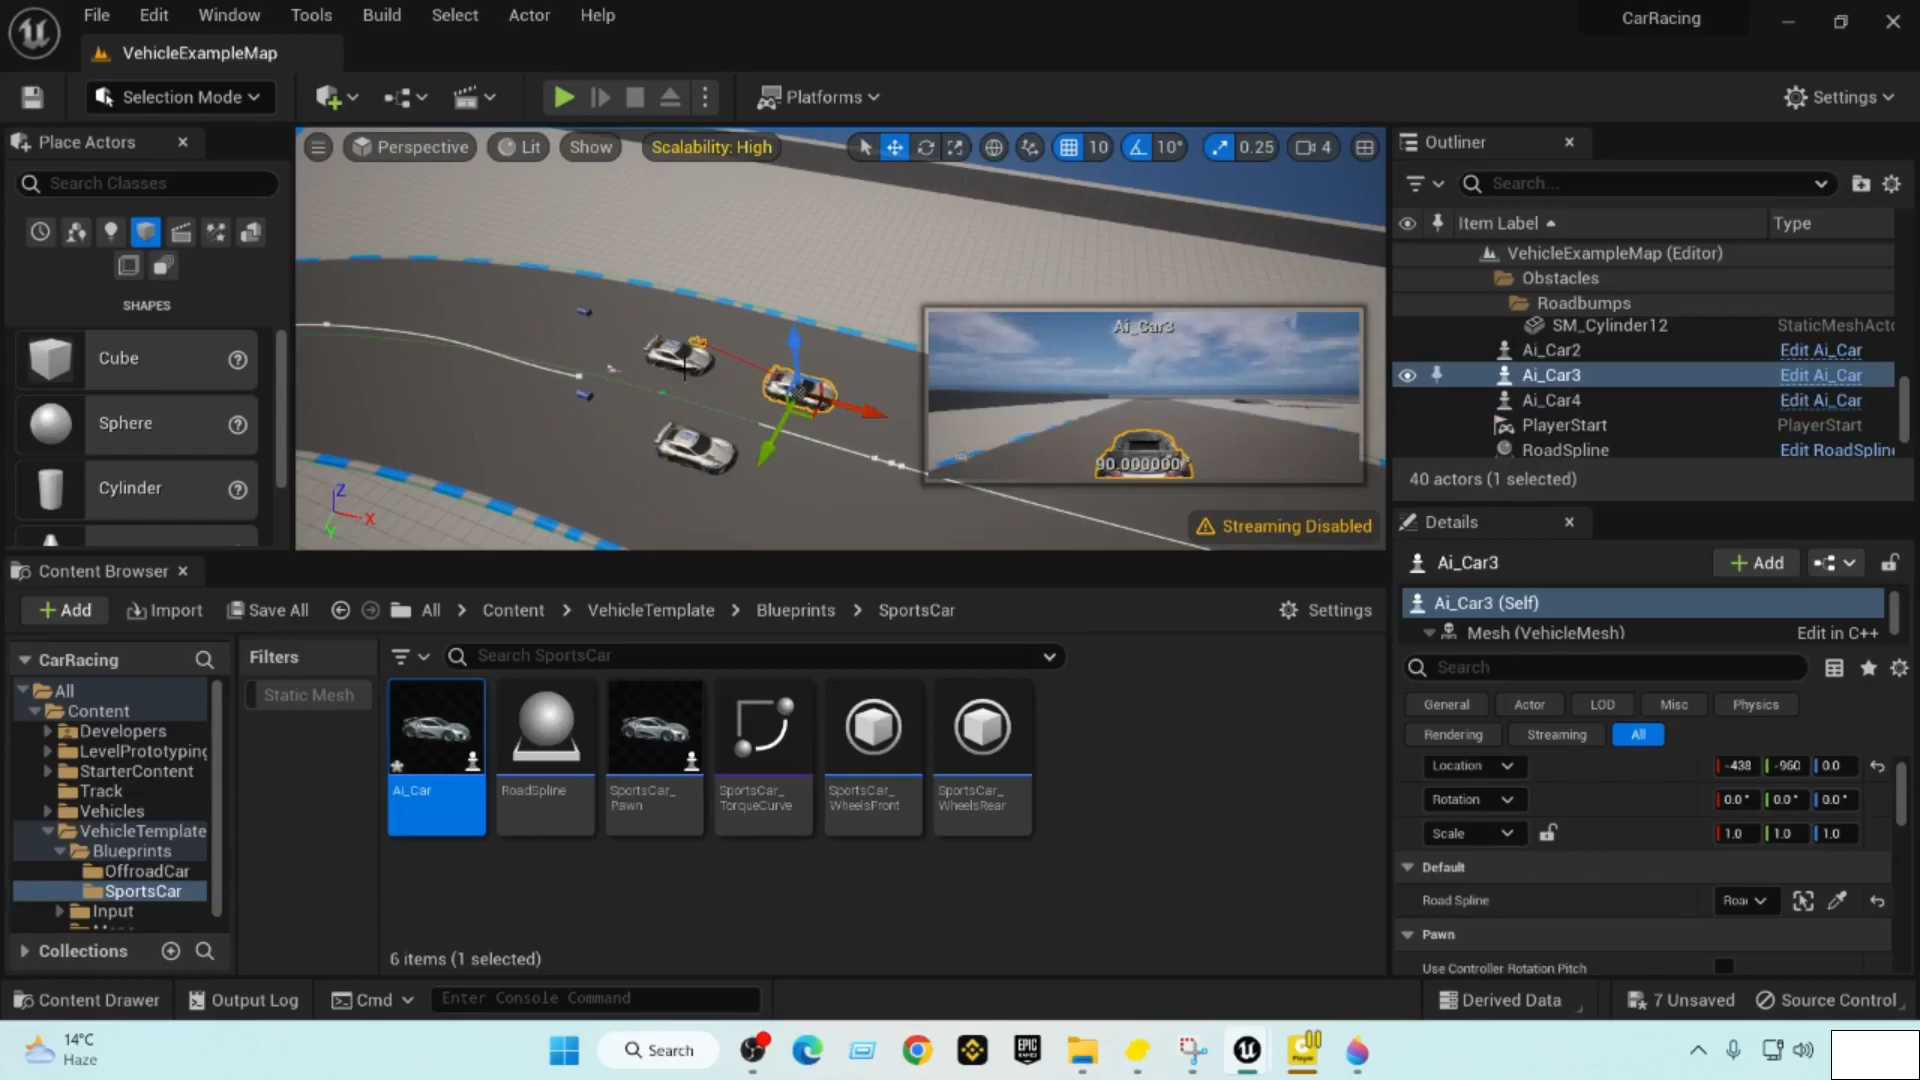 File Edit Window Tools Build Select Actor Help
CarRacing
VehicleExampleMap
Selection Mode
Platforms
Settings
Place Actors
Search Classes
SHAPES
Cube
Sphere
Cylinder
Perspective Lit Show Scalability: High
10 10° 0.25 4
Ai_Car3
90.000000°
Streaming Disabled
Z
X
Y
Outliner
Search...
Item Label Type
VehicleExampleMap (Editor)
Obstacles
Roadbumps
SM_Cylinder12 StaticMeshActo
Ai_Car2 Edit Ai_Car
Ai_Car3 Edit Ai_Car
Ai_Car4 Edit Ai_Car
PlayerStart PlayerStart
RoadSpline Edit RoadSplin
40 actors (1 selected)
Details
Ai_Car3 Add
Ai_Car3 (Self)
Mesh (VehicleMesh) Edit in C++
Search
General Actor LOD Misc Physics
Rendering Streaming All
Location -438 -960 0.0
Rotation 0.0° 0.0° 0.0°
Scale 1.0 1.0 1.0
Default
Road Spline Roa
Pawn
Use Controller Rotation Pitch
Content Browser
Add Import Save All All > Content > VehicleTemplate > Blueprints > SportsCar
Settings
CarRacing
All
Content
Developers
LevelPrototyping
StarterContent
Track
Vehicles
VehicleTemplate
Blueprints
OffroadCar
SportsCar
Input
Collections
Filters
Static Mesh
Search SportsCar
Ai_Car
RoadSpline
SportsCar_
Pawn
SportsCar_
TorqueCurve
SportsCar_
WheelsFront
SportsCar_
WheelsRear
6 items (1 selected)
Content Drawer Output Log Cmd Enter Console Command
Derived Data 7 Unsaved Source Control
14°C
Haze
Search
EPIC
GAMES
Player